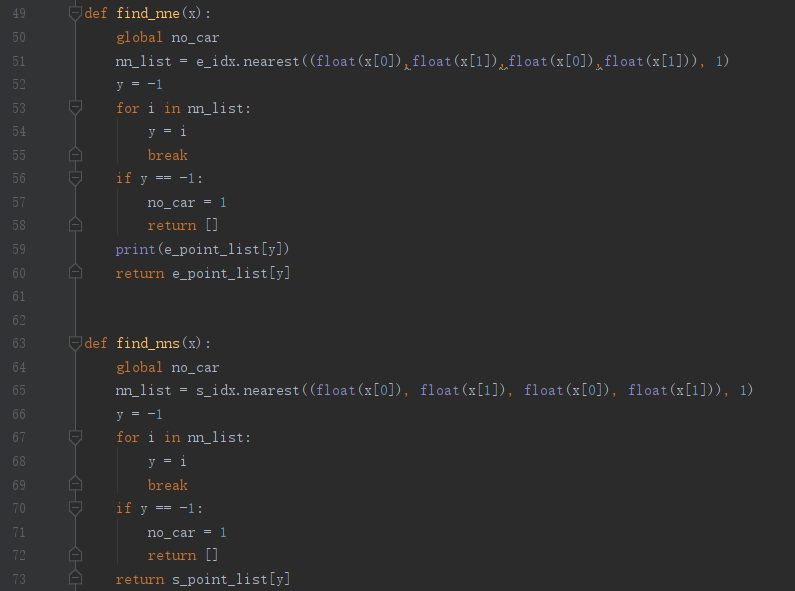 49 def find_nne(x):
50     global no_car
51     nn_list = e_idx.nearest((float(x[0]),float(x[1]),float(x[0]),float(x[1])), 1)
52     y = -1
53     for i in nn_list:
54         y = i
55         break
56     if y == -1:
57         no_car = 1
58         return []
59     print(e_point_list[y])
60     return e_point_list[y]
61
62
63 def find_nns(x):
64     global no_car
65     nn_list = s_idx.nearest((float(x[0]), float(x[1]), float(x[0]), float(x[1])), 1)
66     y = -1
67     for i in nn_list:
68         y = i
69         break
70     if y == -1:
71         no_car = 1
72         return []
73     return s_point_list[y]